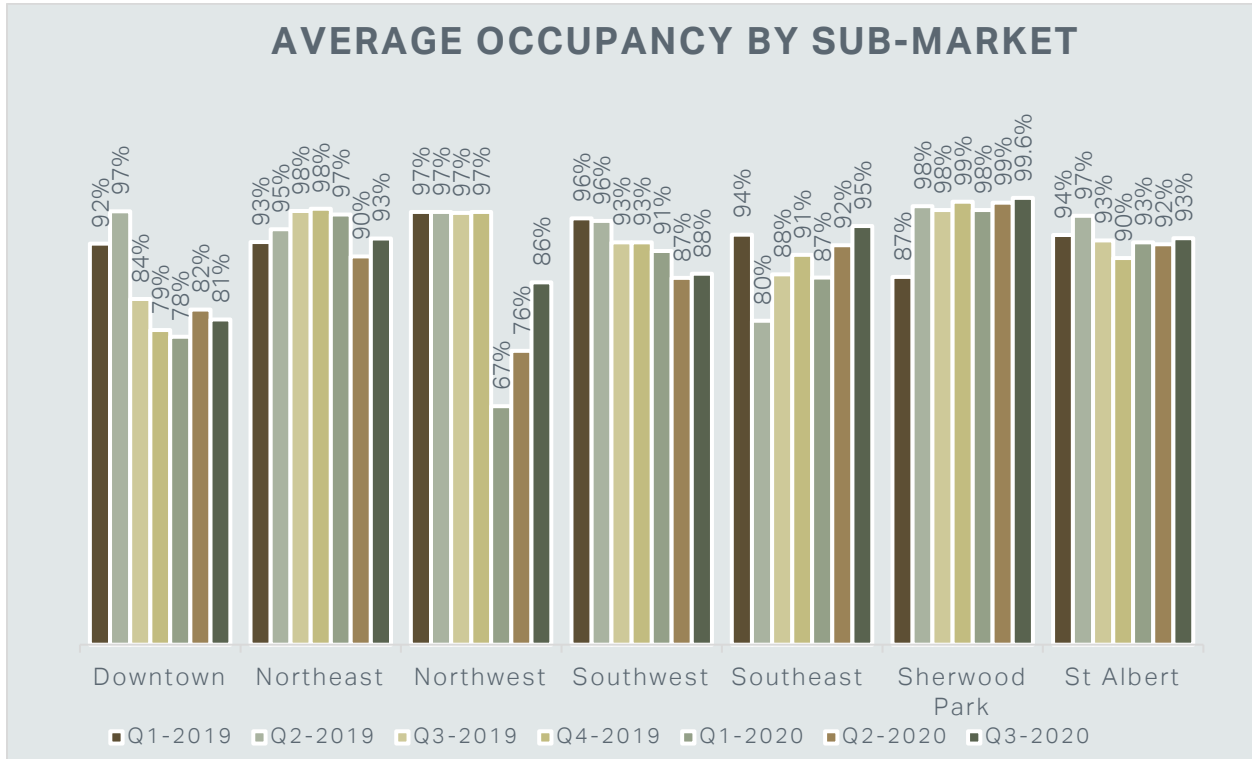 AVERAGE OCCUPANCY BY SUB-MARKET
92% 97% 84% 79% 78% 82% 81%
93% 95% 98% 98% 97% 90% 93%
97% 97% 97% 97% 67% 76% 86%
96% 96% 93% 93% 91% 87% 88%
94% 80% 88% 91% 87% 92% 95%
87% 98% 98% 99% 98% 99% 99.6%
94% 97% 93% 90% 93% 92% 93%
Downtown Northeast Northwest Southwest Southeast Sherwood St Albert
Park
Q1-2019 Q2-2019 Q3-2019 Q4-2019 Q1-2020 Q2-2020 Q3-2020